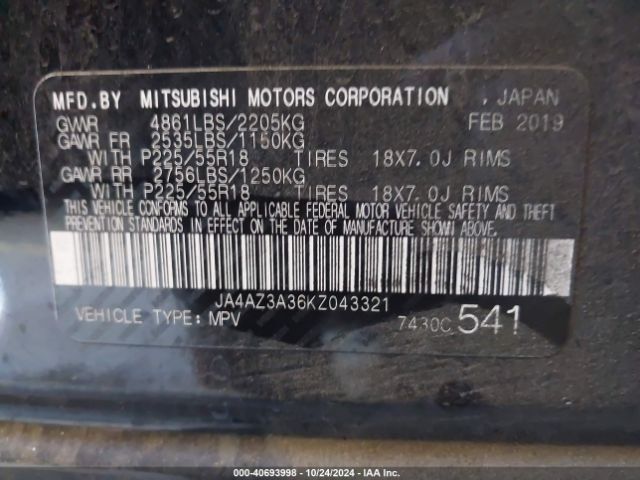 MFD.BY MITSUBISHI MOTORS CORPORATION , JAPAN
GVWR 4861LBS/2205KG FEB 2019
GAWR FR 2535LBS/1150KG
WITH P225/55R18 TIRES 18X7.0J RIMS
GAWR RR 2756LBS/1250KG
WITH P225/55R18 TIRES 18X7.0J RIMS
THIS VEHICLE CONFORMS TO ALL APPLICABLE FEDERAL MOTOR VEHICLE SAFETY AND THEFT
PREVENTION STANDARDS IN EFFECT ON THE DATE OF MANUFACTURE SHOWN ABOVE.
JA4AZ3A36KZ043321
VEHICLE TYPE: MPV 7430C541
USA--40693998 - 10/24/2024 - IAA Inc.